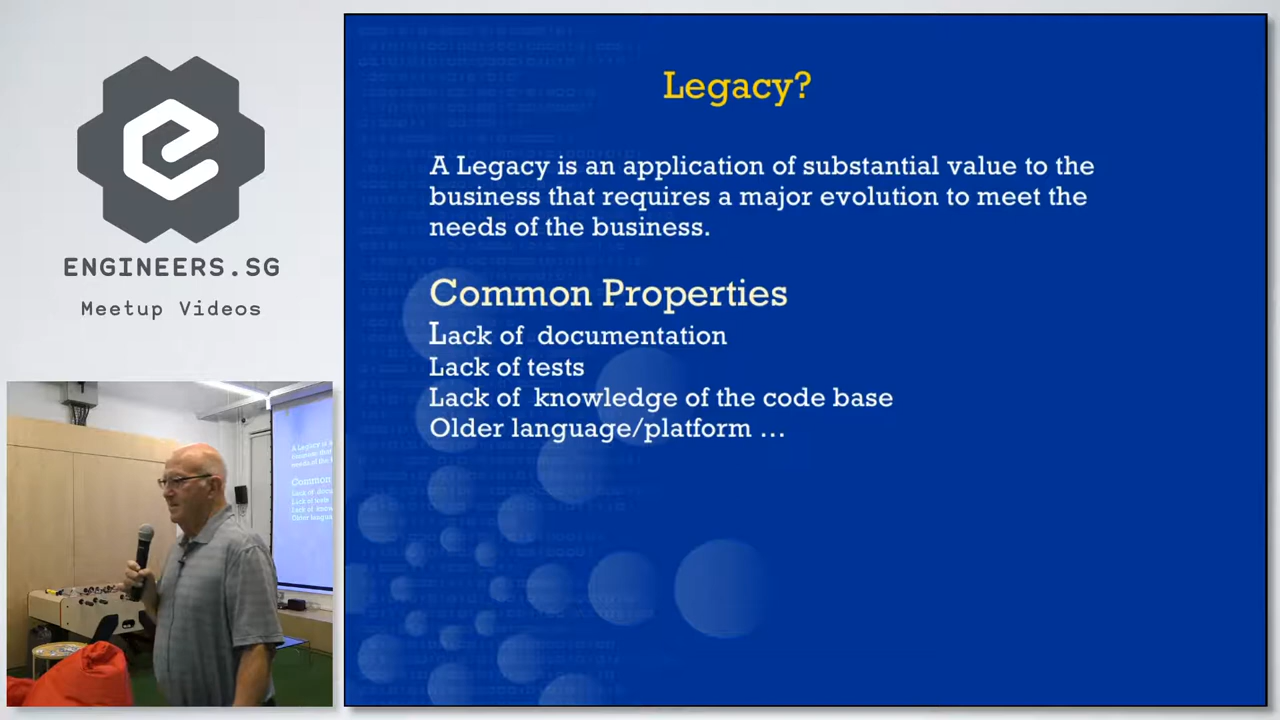 ENGINEERS.SG
Meetup Videos
Legacy?
A Legacy is an application of substantial value to the
business that requires a major evolution to meet the
needs of the business.
Common Properties
Lack of  documentation
Lack of tests
Lack of  knowledge of the code base
Older language/platform …